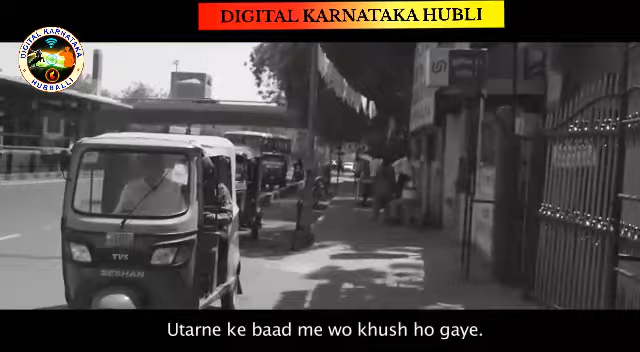 DIGITAL KARNATAKA HUBLI
DIGITAL KARNATAKA
HUBBALLI
TVS
Utarne ke baad me wo khush ho gaye.